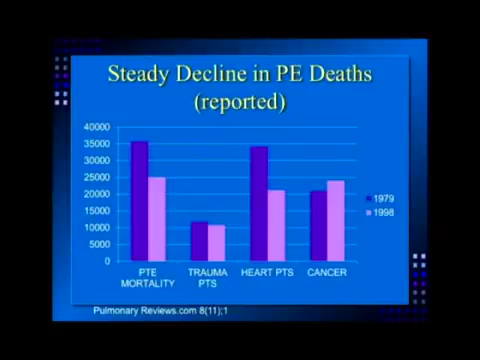 Steady Decline in PE Deaths
(reported)
40000
35000
30000
25000
20000
15000
10000
5000
0
PTE MORTALITY
TRAUMA PTS
HEART PTS
CANCER
1979
1998
Pulmonary Reviews.com 8(11);1